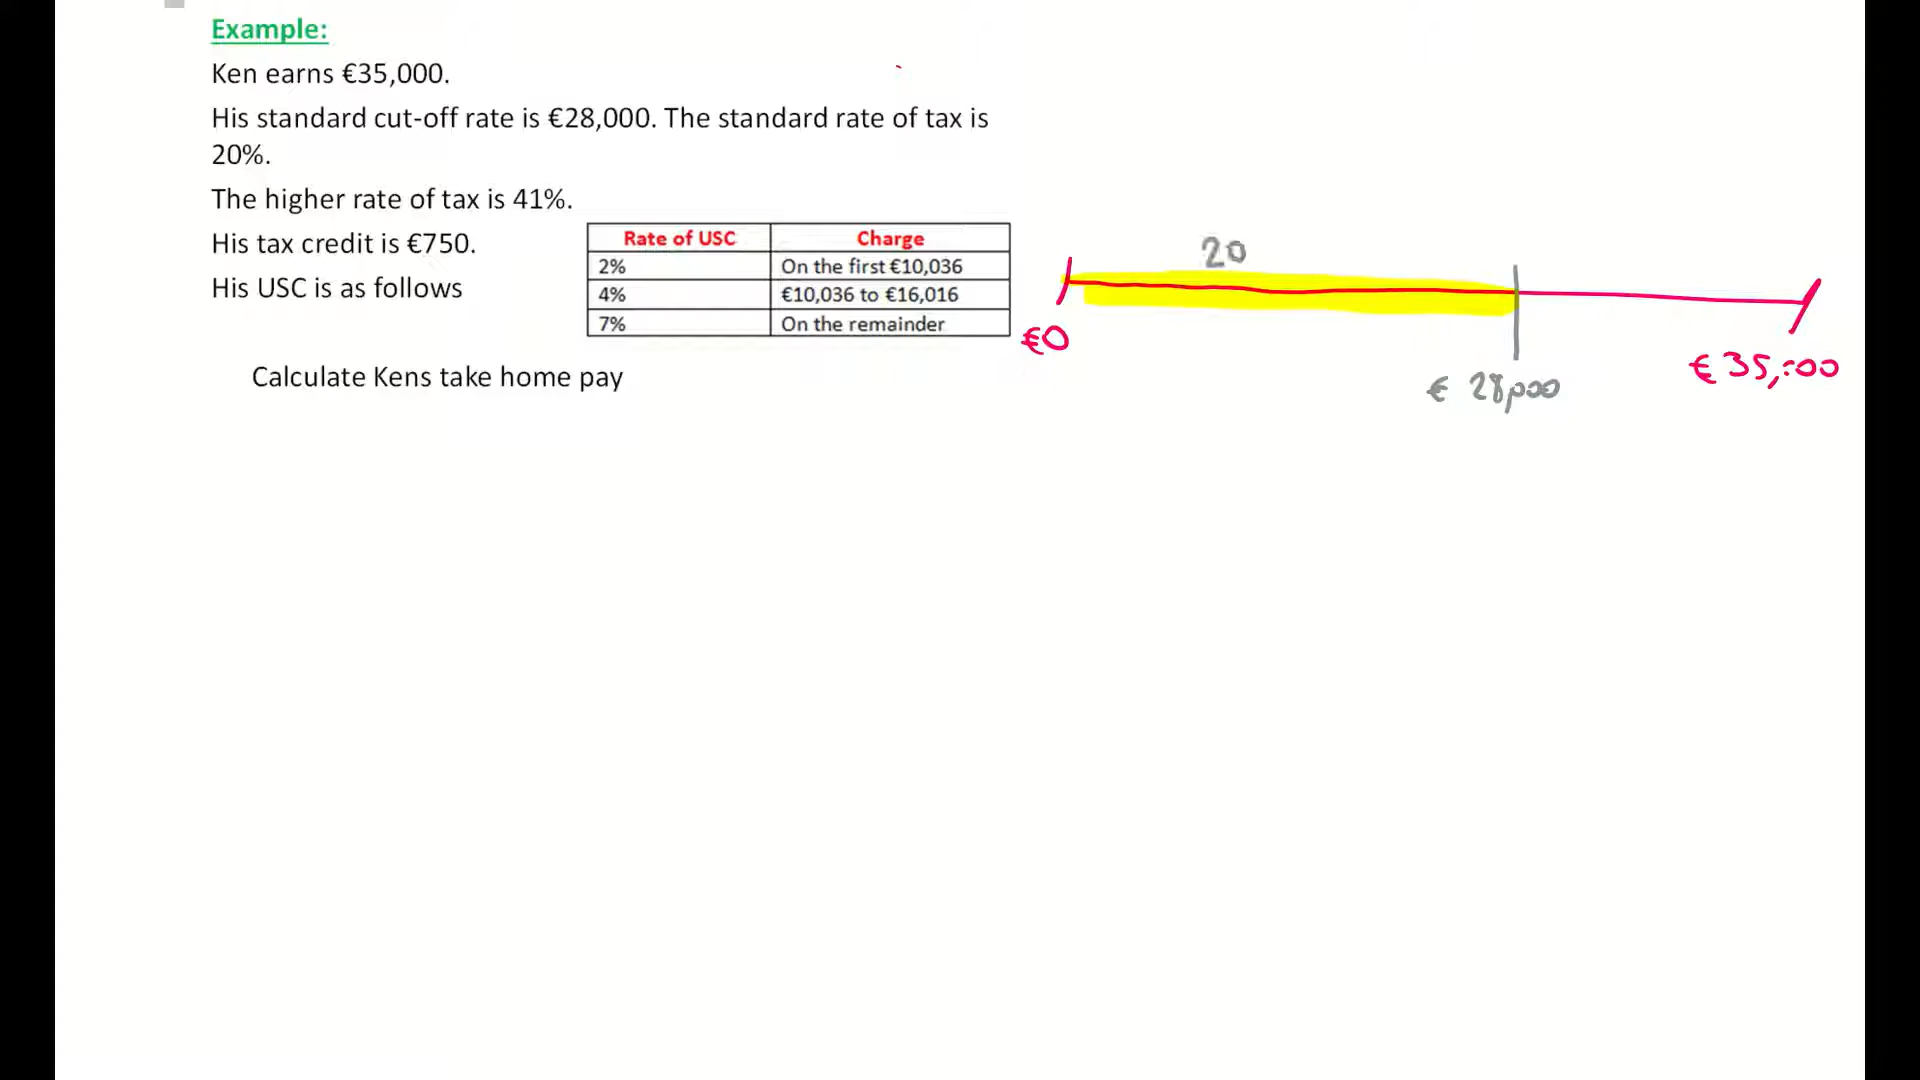 Example:
Ken earns €35,000.
His standard cut-off rate is €28,000. The standard rate of tax is
20%.
The higher rate of tax is 41%.
His tax credit is €750.
His USC is as follows
Rate of USC Charge
2% On the first €10,036
4% €10,036 to €16,016
7% On the remainder
Calculate Kens take home pay
20
€0
€ 28,000
€ 35,000